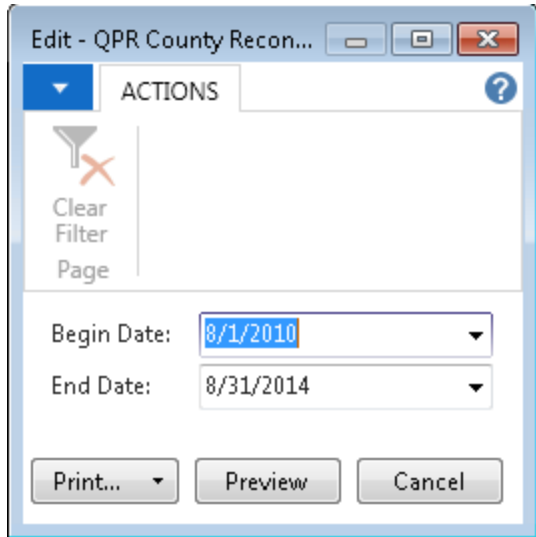 Edit - QPR County Recon...
ACTIONS
?
Clear
Filter
Page
Begin Date: 8/1/2010
End Date: 8/31/2014
Print... Preview Cancel